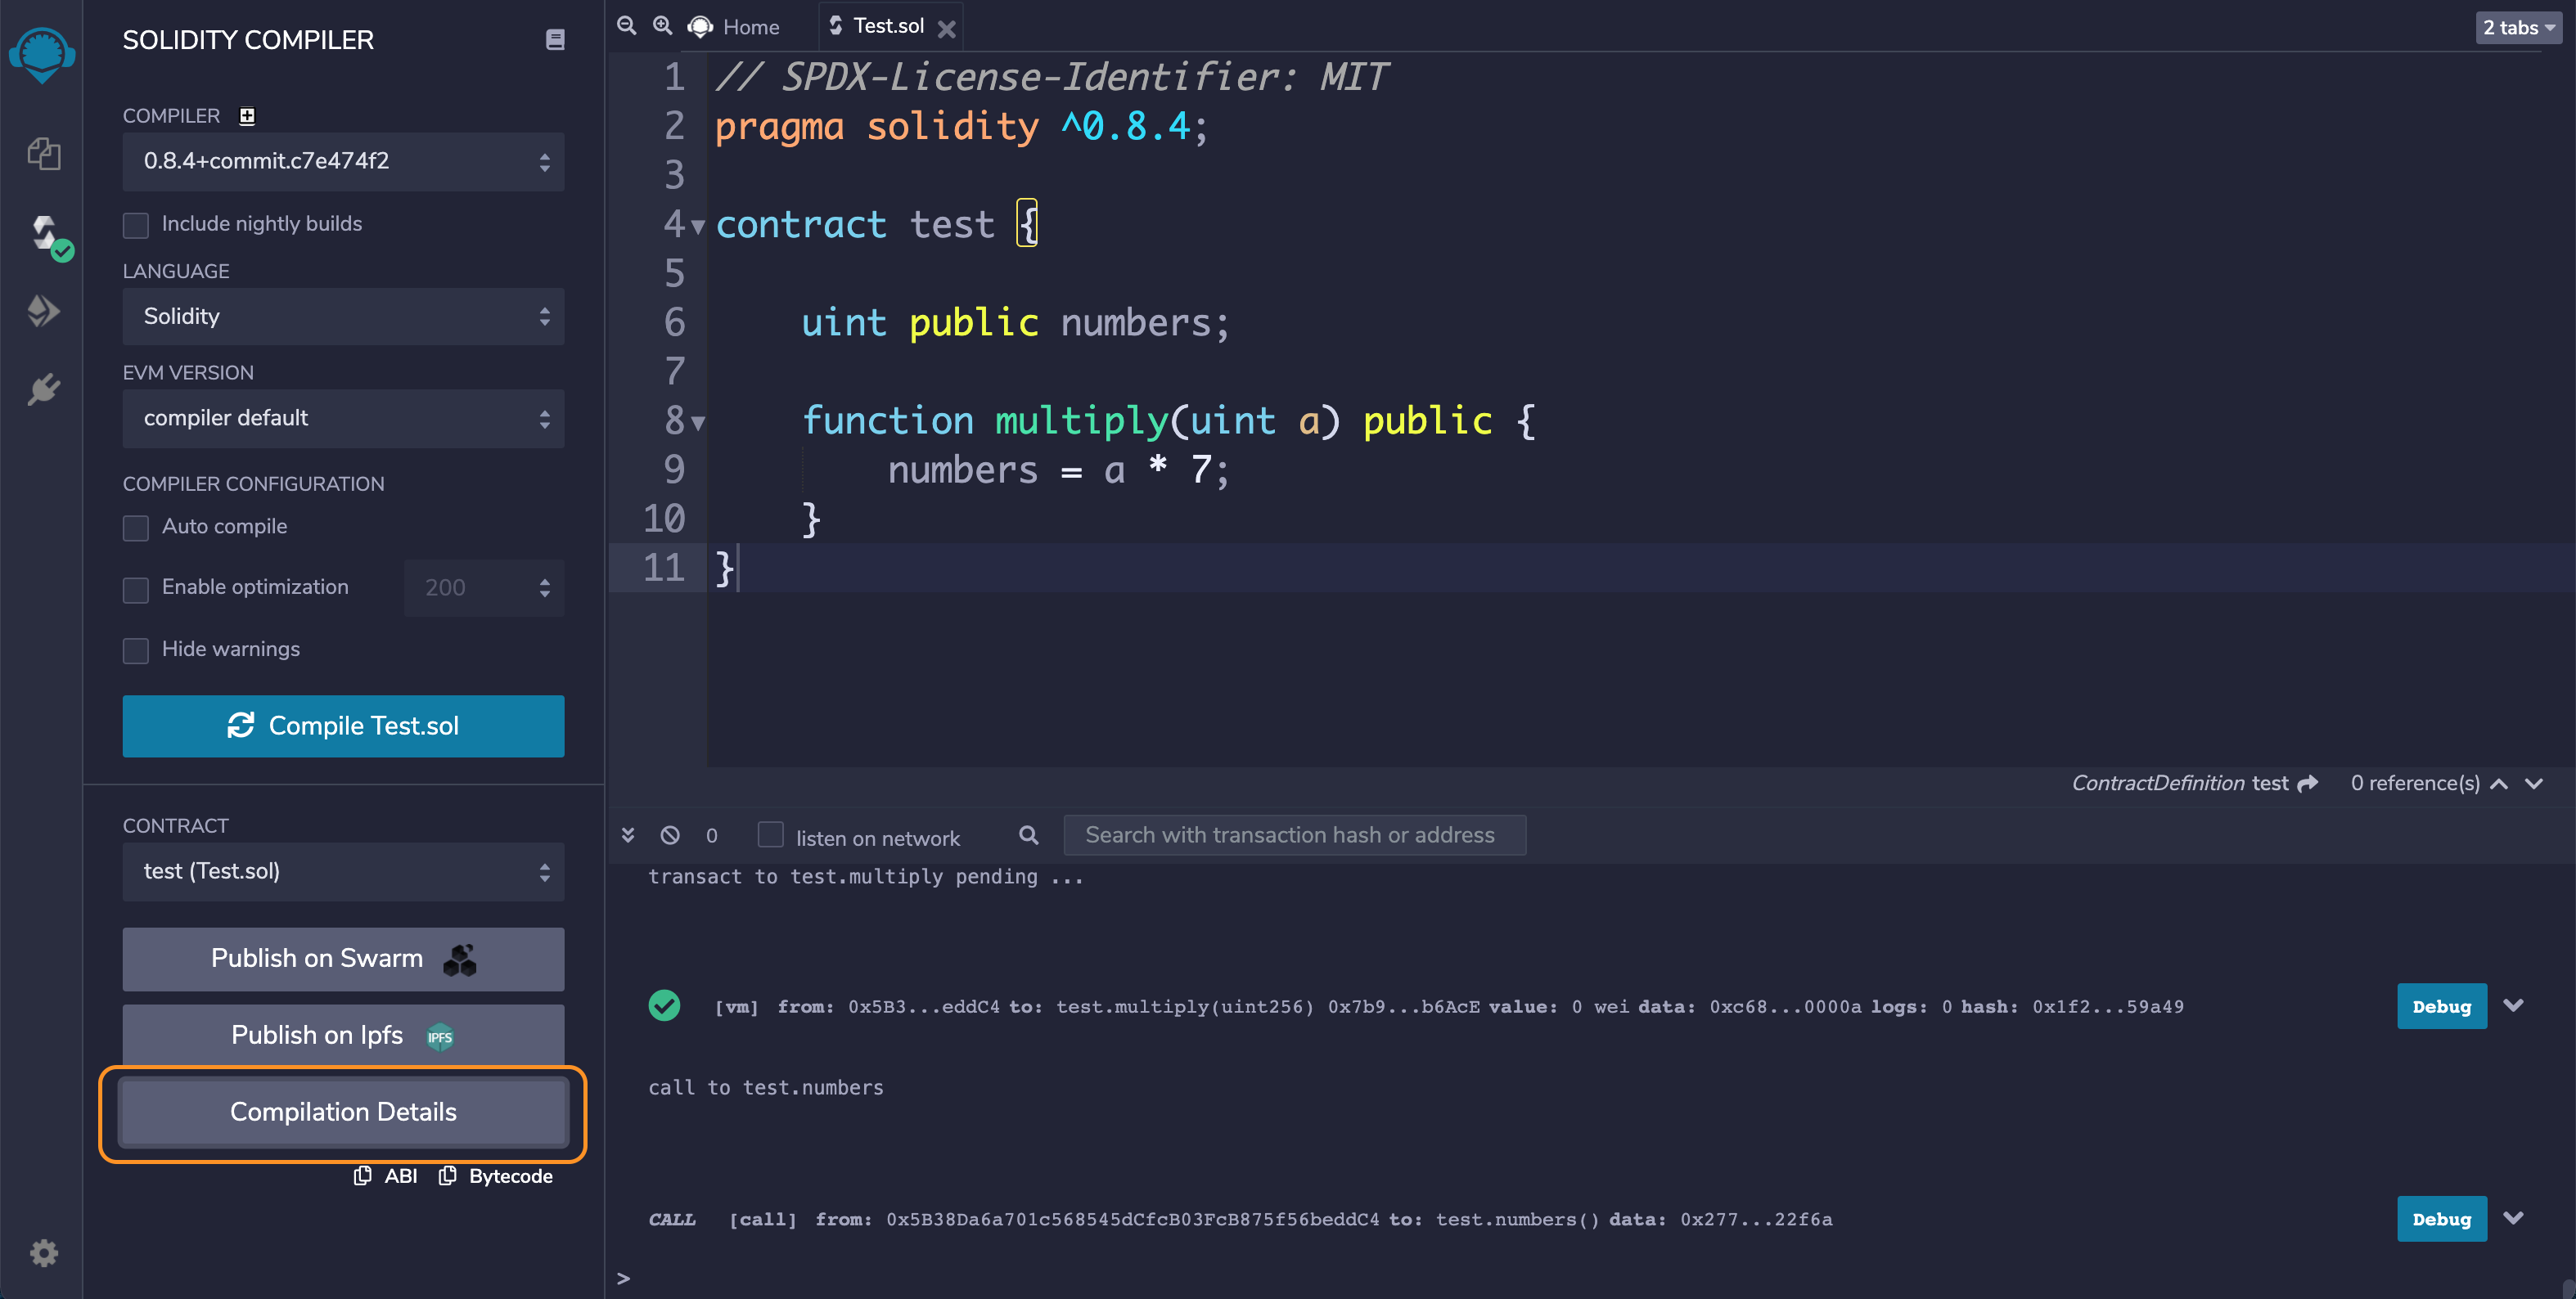 SOLIDITY COMPILER
COMPILER
0.8.4+commit.c7e474f2
Include nightly builds
LANGUAGE
Solidity
EVM VERSION
compiler default
COMPILER CONFIGURATION
Auto compile
Enable optimization 200
Hide warnings
Compile Test.sol
CONTRACT
test (Test.sol)
Publish on Swarm
Publish on Ipfs IPFS
Compilation Details
ABI Bytecode
Home Test.sol 2 tabs
1 // SPDX-License-Identifier: MIT
2 pragma solidity ^0.8.4;
3
4 contract test {
5
6 uint public numbers;
7
8 function multiply(uint a) public {
9 numbers = a * 7;
10 }
11 }
ContractDefinition test 0 reference(s)
0 listen on network Search with transaction hash or address
transact to test.multiply pending ...
[vm] from: 0x5B3...eddC4 to: test.multiply(uint256) 0x7b9...b6AcE value: 0 wei data: 0xc68...0000a logs: 0 hash: 0x1f2...59a49 Debug
call to test.numbers
CALL [call] from: 0x5B38Da6a701c568545dCfcB03FcB875f56beddC4 to: test.numbers() data: 0x277...22f6a Debug
>